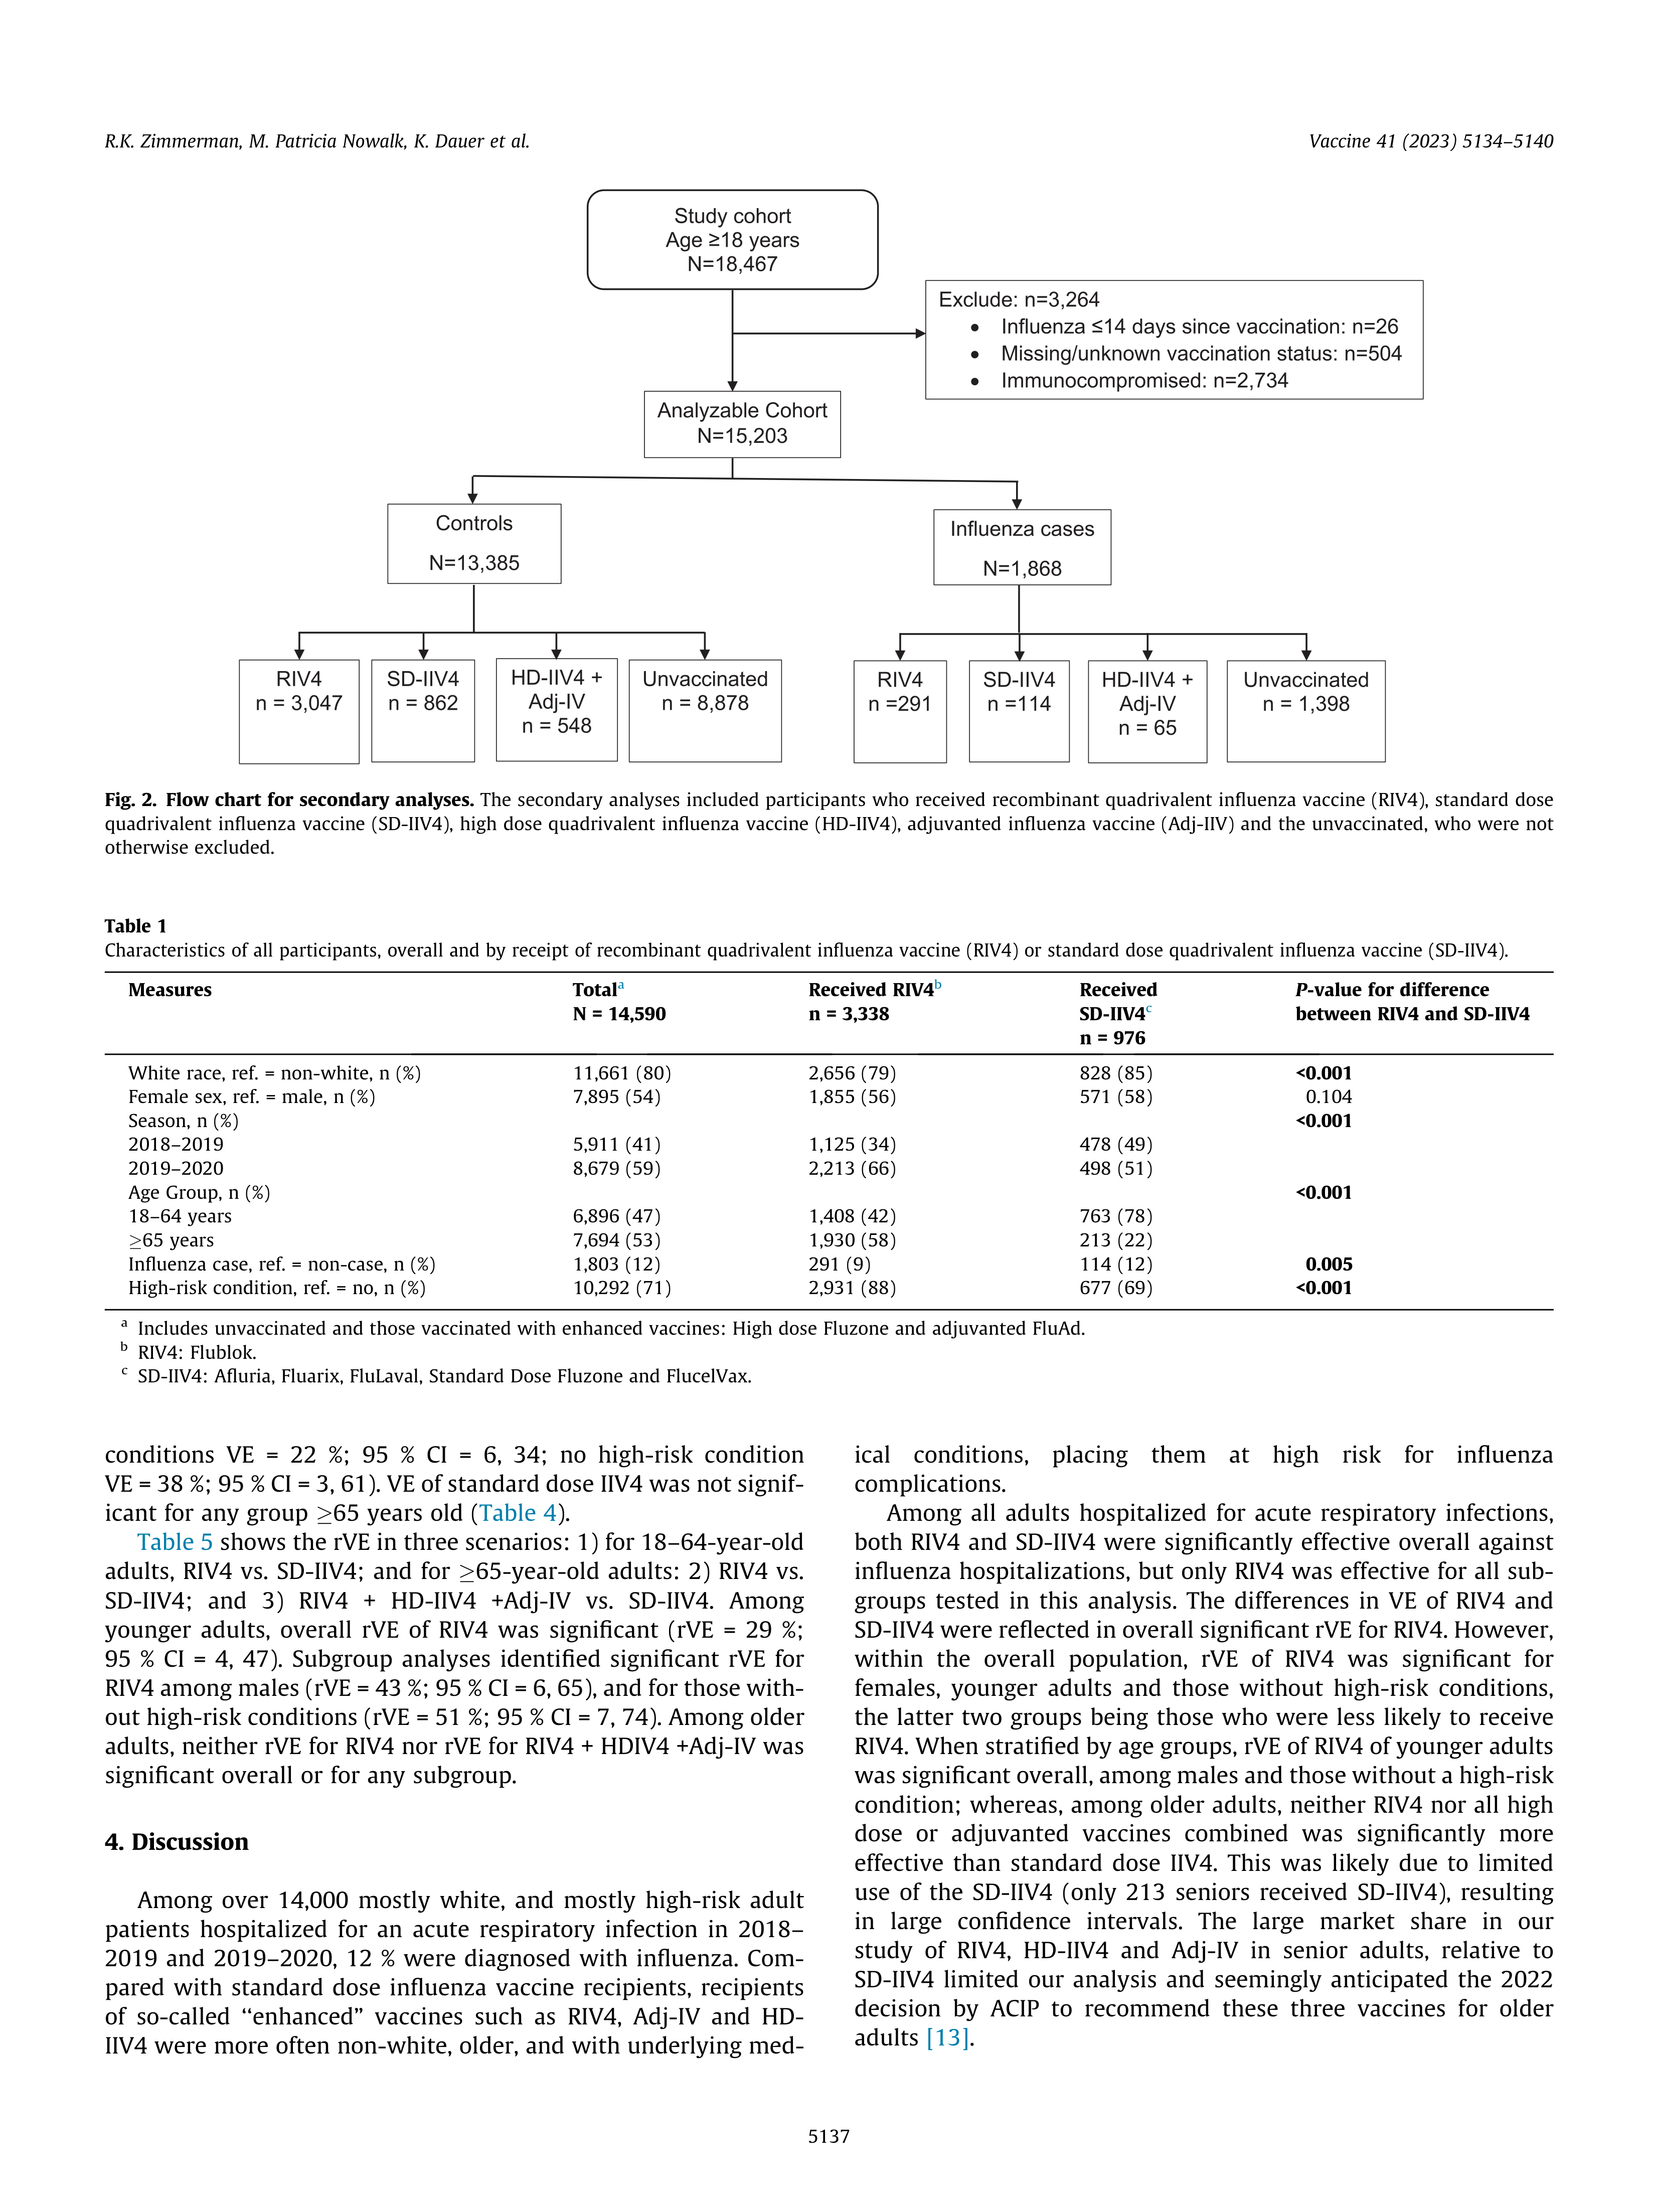 R.K. Zimmerman, M. Patricia Nowalk, K. Dauer et al.
Vaccine 41 (2023) 5134–5140
Study cohort
Age ≥18 years
N=18,467
Exclude: n=3,264
• Influenza ≤14 days since vaccination: n=26
• Missing/unknown vaccination status: n=504
• Immunocompromised: n=2,734
Analyzable Cohort
N=15,203
Controls
N=13,385
Influenza cases
N=1,868
RIV4
n = 3,047
SD-IIV4
n = 862
HD-IIV4 +
Adj-IV
n = 548
Unvaccinated
n = 8,878
RIV4
n =291
SD-IIV4
n =114
HD-IIV4 +
Adj-IV
n = 65
Unvaccinated
n = 1,398
Fig. 2. Flow chart for secondary analyses. The secondary analyses included participants who received recombinant quadrivalent influenza vaccine (RIV4), standard dose
quadrivalent influenza vaccine (SD-IIV4), high dose quadrivalent influenza vaccine (HD-IIV4), adjuvanted influenza vaccine (Adj-IIV) and the unvaccinated, who were not
otherwise excluded.
Table 1
Characteristics of all participants, overall and by receipt of recombinant quadrivalent influenza vaccine (RIV4) or standard dose quadrivalent influenza vaccine (SD-IIV4).
Measures Totala Received RIV4b Received P-value for difference
N = 14,590 n = 3,338 SD-IIV4c between RIV4 and SD-IIV4
n = 976
White race, ref. = non-white, n (%) 11,661 (80) 2,656 (79) 828 (85) <0.001
Female sex, ref. = male, n (%) 7,895 (54) 1,855 (56) 571 (58) 0.104
Season, n (%) <0.001
2018–2019 5,911 (41) 1,125 (34) 478 (49)
2019–2020 8,679 (59) 2,213 (66) 498 (51)
Age Group, n (%) <0.001
18–64 years 6,896 (47) 1,408 (42) 763 (78)
≥65 years 7,694 (53) 1,930 (58) 213 (22)
Influenza case, ref. = non-case, n (%) 1,803 (12) 291 (9) 114 (12) 0.005
High-risk condition, ref. = no, n (%) 10,292 (71) 2,931 (88) 677 (69) <0.001
a Includes unvaccinated and those vaccinated with enhanced vaccines: High dose Fluzone and adjuvanted FluAd.
b RIV4: Flublok.
c SD-IIV4: Afluria, Fluarix, FluLaval, Standard Dose Fluzone and FlucelVax.
conditions VE = 22 %; 95 % CI = 6, 34; no high-risk condition
VE = 38 %; 95 % CI = 3, 61). VE of standard dose IIV4 was not signif-
icant for any group ≥65 years old (Table 4).
Table 5 shows the rVE in three scenarios: 1) for 18–64-year-old
adults, RIV4 vs. SD-IIV4; and for ≥65-year-old adults: 2) RIV4 vs.
SD-IIV4; and 3) RIV4 + HD-IIV4 +Adj-IV vs. SD-IIV4. Among
younger adults, overall rVE of RIV4 was significant (rVE = 29 %;
95 % CI = 4, 47). Subgroup analyses identified significant rVE for
RIV4 among males (rVE = 43 %; 95 % CI = 6, 65), and for those with-
out high-risk conditions (rVE = 51 %; 95 % CI = 7, 74). Among older
adults, neither rVE for RIV4 nor rVE for RIV4 + HDIV4 +Adj-IV was
significant overall or for any subgroup.
4. Discussion
Among over 14,000 mostly white, and mostly high-risk adult
patients hospitalized for an acute respiratory infection in 2018–
2019 and 2019–2020, 12 % were diagnosed with influenza. Com-
pared with standard dose influenza vaccine recipients, recipients
of so-called ‘‘enhanced” vaccines such as RIV4, Adj-IV and HD-
IIV4 were more often non-white, older, and with underlying med-
ical conditions, placing them at high risk for influenza
complications.
Among all adults hospitalized for acute respiratory infections,
both RIV4 and SD-IIV4 were significantly effective overall against
influenza hospitalizations, but only RIV4 was effective for all sub-
groups tested in this analysis. The differences in VE of RIV4 and
SD-IIV4 were reflected in overall significant rVE for RIV4. However,
within the overall population, rVE of RIV4 was significant for
females, younger adults and those without high-risk conditions,
the latter two groups being those who were less likely to receive
RIV4. When stratified by age groups, rVE of RIV4 of younger adults
was significant overall, among males and those without a high-risk
condition; whereas, among older adults, neither RIV4 nor all high
dose or adjuvanted vaccines combined was significantly more
effective than standard dose IIV4. This was likely due to limited
use of the SD-IIV4 (only 213 seniors received SD-IIV4), resulting
in large confidence intervals. The large market share in our
study of RIV4, HD-IIV4 and Adj-IV in senior adults, relative to
SD-IIV4 limited our analysis and seemingly anticipated the 2022
decision by ACIP to recommend these three vaccines for older
adults [13].
5137